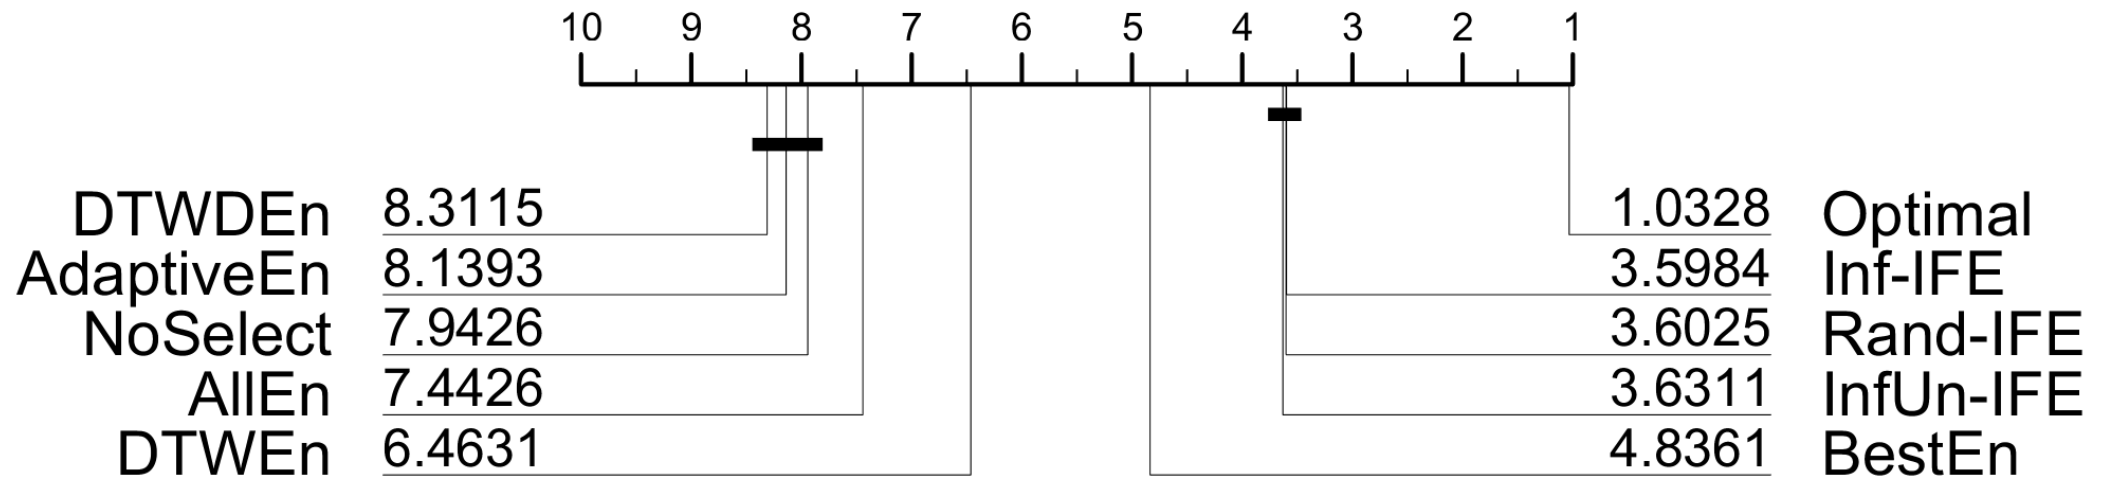 10 9 8 7 6 5 4 3 2 1
DTWDEn 8.3115 1.0328 Optimal
AdaptiveEn 8.1393 3.5984 Inf-IFE
NoSelect 7.9426 3.6025 Rand-IFE
AllEn 7.4426 3.6311 InfUn-IFE
DTWEn 6.4631 4.8361 BestEn